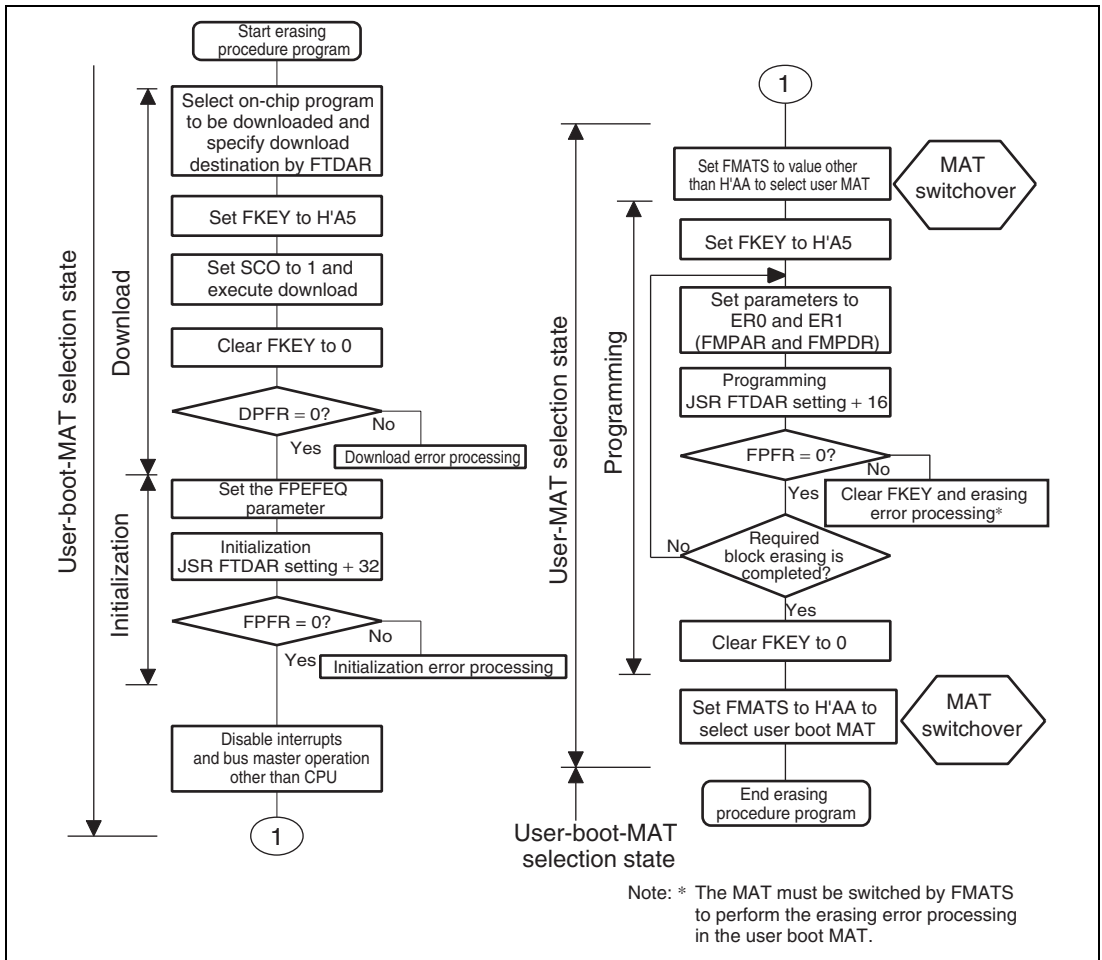 Start erasing
procedure program
User-boot-MAT selection state
Download
Select on-chip program
to be downloaded and
specify download
destination by FTDAR
Set FKEY to H'A5
Set SCO to 1 and
execute download
Clear FKEY to 0
DPFR = 0?
No
Yes
Download error processing
Initialization
Set the FPEFEQ
parameter
Initialization
JSR FTDAR setting + 32
FPFR = 0?
No
Yes
Initialization error processing
Disable interrupts
and bus master operation
other than CPU
1
1
User-MAT selection state
Set FMATS to value other
than H'AA to select user MAT
MAT
switchover
Programming
Set FKEY to H'A5
Set parameters to
ER0 and ER1
(FMPAR and FMPDR)
Programming
JSR FTDAR setting + 16
FPFR = 0?
No
Yes
Clear FKEY and erasing
error processing*
No
Required
block erasing is
completed?
Yes
Clear FKEY to 0
Set FMATS to H'AA to
select user boot MAT
MAT
switchover
End erasing
procedure program
User-boot-MAT
selection state
Note: * The MAT must be switched by FMATS
to perform the erasing error processing
in the user boot MAT.